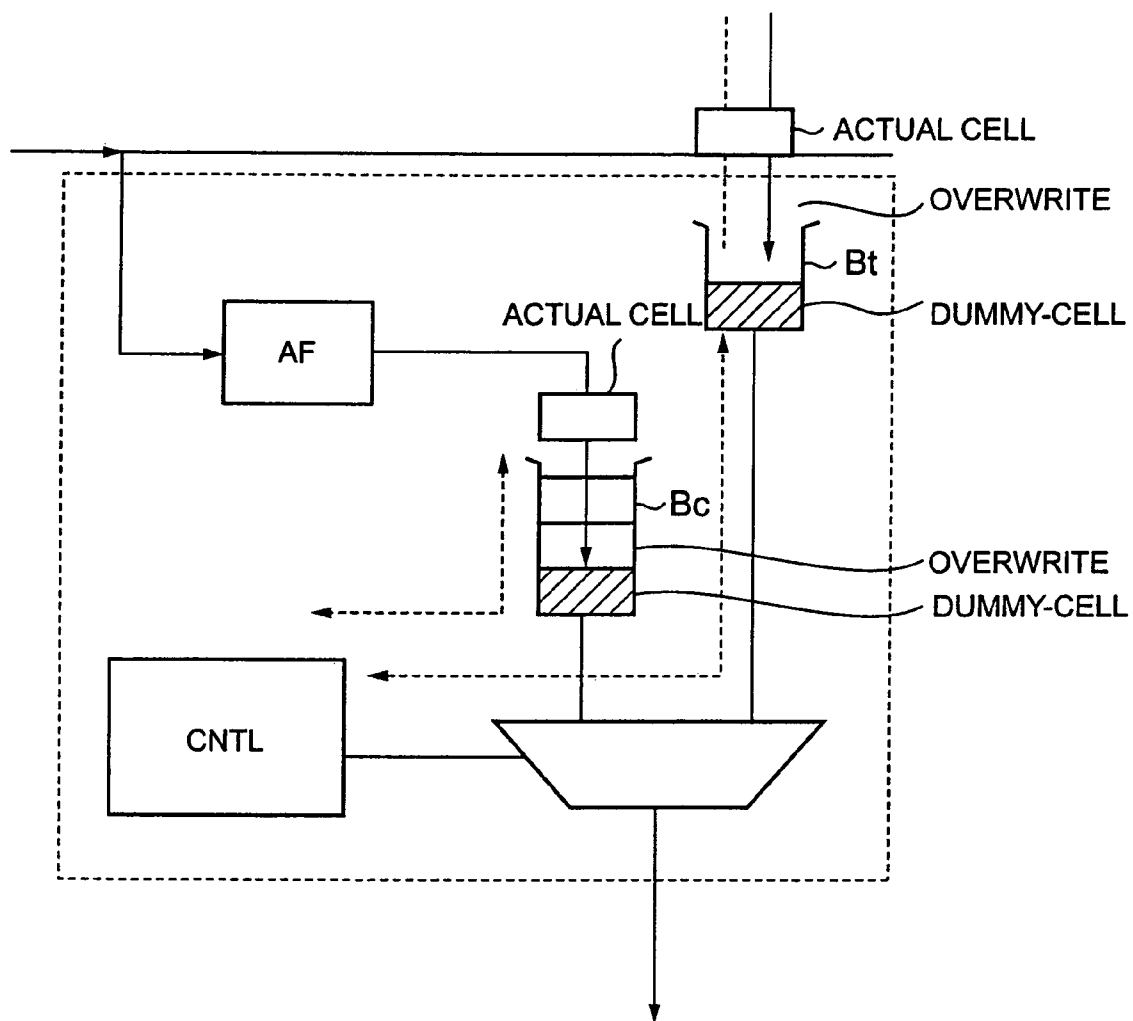 ACTUAL CELL
OVERWRITE
Bt
ACTUAL CELL
DUMMY-CELL
AF
Bc
OVERWRITE
DUMMY-CELL
CNTL